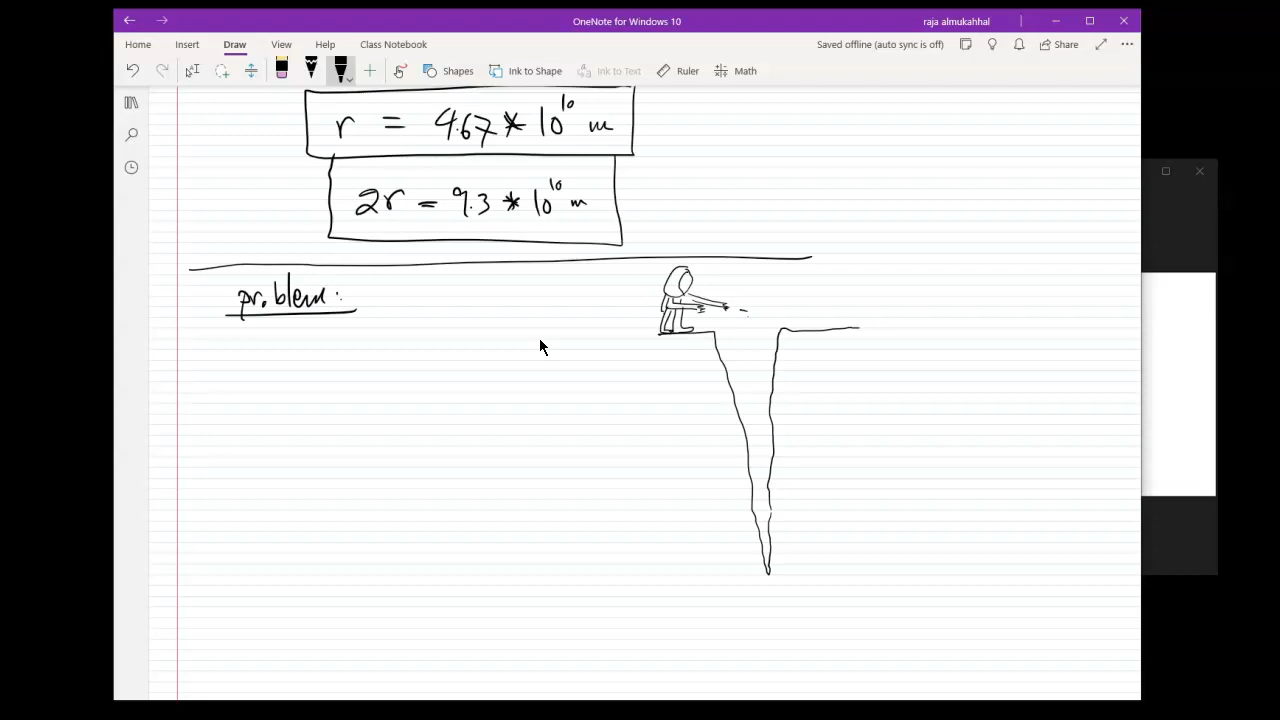 OneNote for Windows 10
raja almukahhal
Home Insert Draw View Help Class Notebook
Saved offline (auto sync is off)
Share
Shapes
Ink to Shape
Ink to Text
Ruler
Math
r = 4.67 * 10^10 m
2r = 9.3 * 10^10 m
problem: